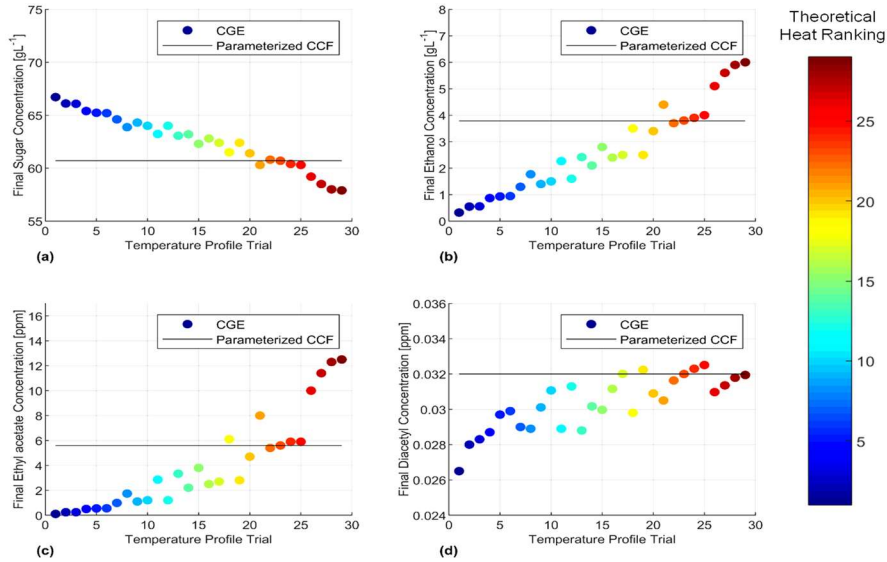 75
70
65
60
55
Final Sugar Concentration [gL⁻¹]
CGE
Parameterized CCF
0 5 10 15 20 25 30
Temperature Profile Trial
(a)
8
7
6
5
4
3
2
1
0
Final Ethanol Concentration [gL⁻¹]
CGE
Parameterized CCF
0 5 10 15 20 25 30
Temperature Profile Trial
(b)
Theoretical
Heat Ranking
25
20
15
10
5
16
14
12
10
8
6
4
2
0
Final Ethyl acetate Concentration [ppm]
CGE
Parameterized CCF
0 5 10 15 20 25 30
Temperature Profile Trial
(c)
0.036
0.034
0.032
0.03
0.028
0.026
0.024
Final Diacetyl Concentration [ppm]
CGE
Parameterized CCF
0 5 10 15 20 25 30
Temperature Profile Trial
(d)